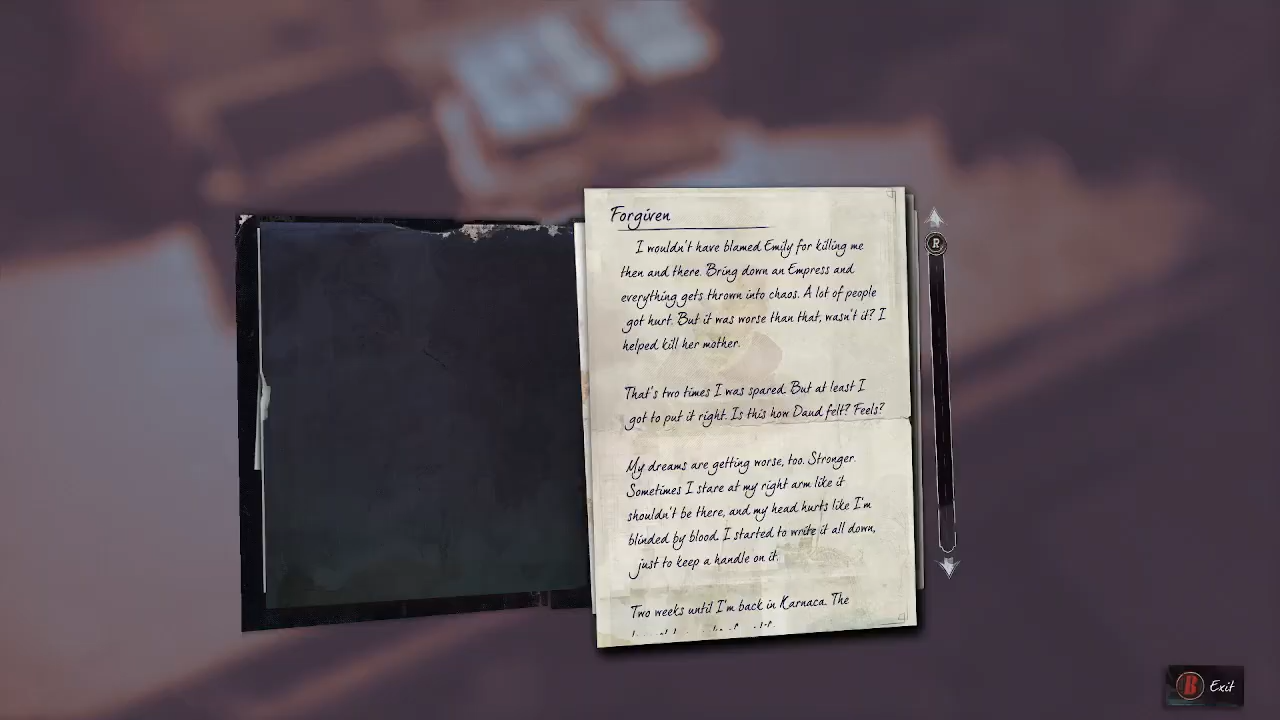 Forgiven
I wouldn't have blamed Emily for killing me
then and there. Bring down an Empress and
everything gets thrown into chaos. A lot of people
got hurt. But it was worse than that, wasn't it? I
helped kill her mother.
That's two times I was spared. But at least I
got to put it right. Is this how Daud felt? Feels?
My dreams are getting worse, too. Stronger.
Sometimes I stare at my right arm like it
shouldn't be there, and my head hurts like I'm
blinded by blood. I started to write it all down,
just to keep a handle on it.
Two weeks until I'm back in Karnaca. The
R
B Exit